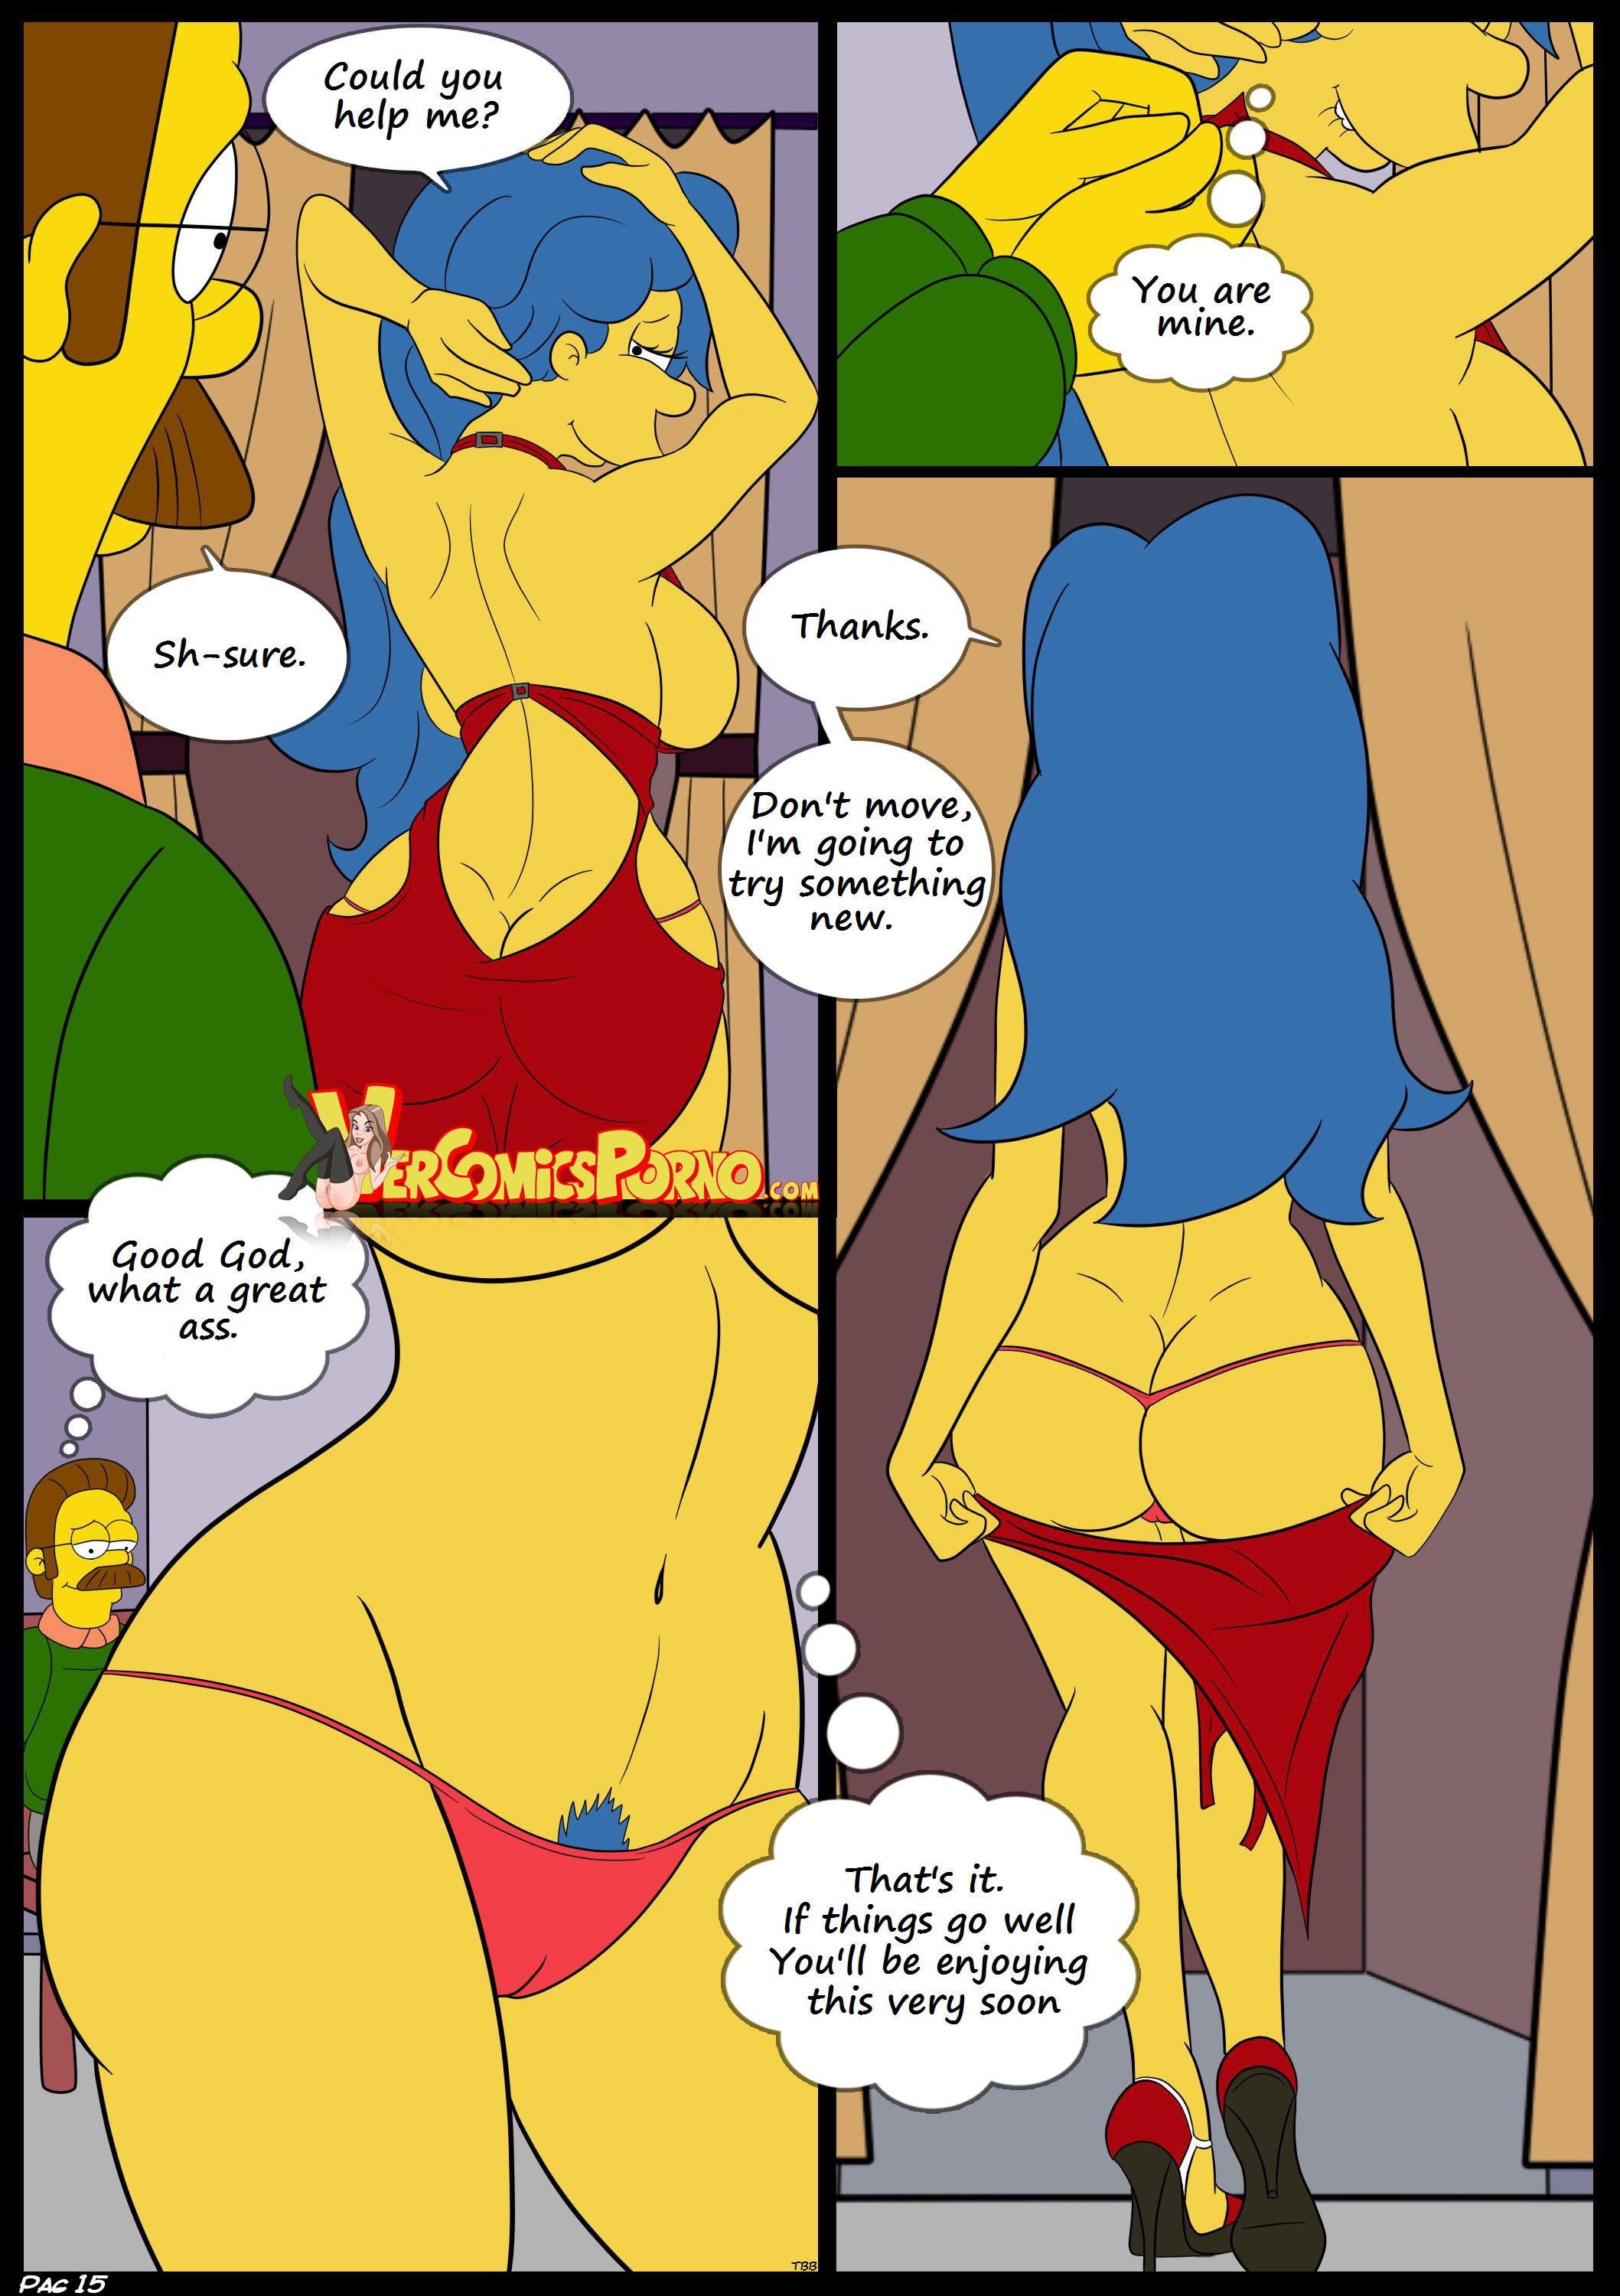 Could you
help me?
Sh-sure.
You are
mine.
Thanks.
Don't move,
I'm going to
try something
new.
VERCOMICSPORNO.COM
Good God,
what a great
ass.
That's it.
If things go well
You'll be enjoying
this very soon
TBB
PAG 15